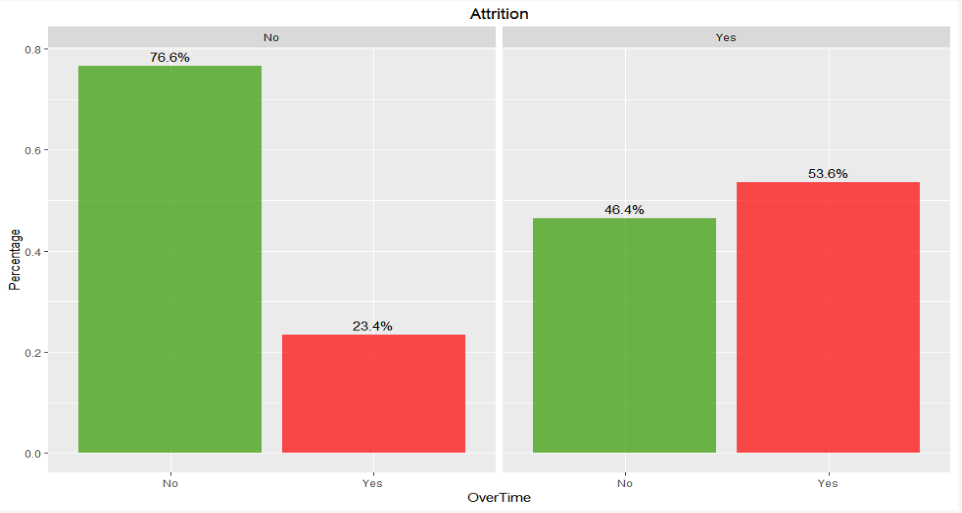 Attrition
No
Yes
0.8
0.6
0.4
0.2
0.0
Percentage
76.6%
23.4%
46.4%
53.6%
No
Yes
No
Yes
OverTime